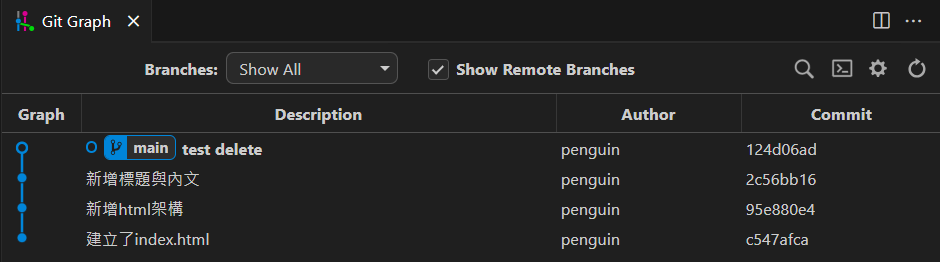 Git Graph
Branches: Show All Show Remote Branches
Graph Description Author Commit
main test delete penguin 124d06ad
新增標題與內文 penguin 2c56bb16
新增html架構 penguin 95e880e4
建立了index.html penguin c547afca